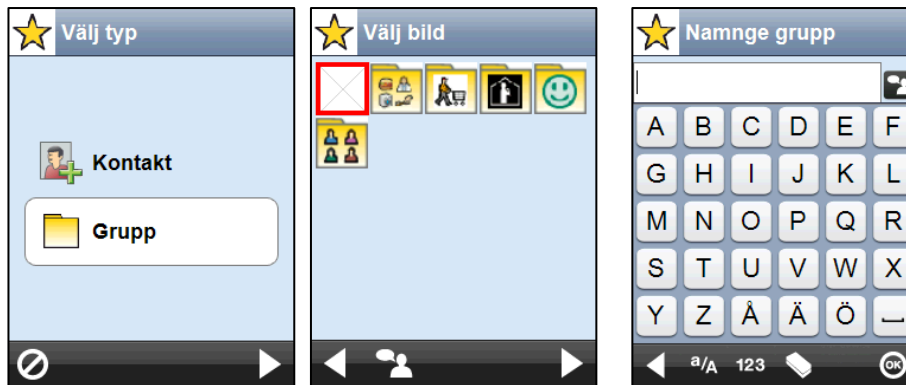 Välj typ
Kontakt
Grupp
Välj bild
Namnge grupp
A B C D E F
G H I J K L
M N O P Q R
S T U V W X
Y Z Å Ä Ö
a/A 123 OK